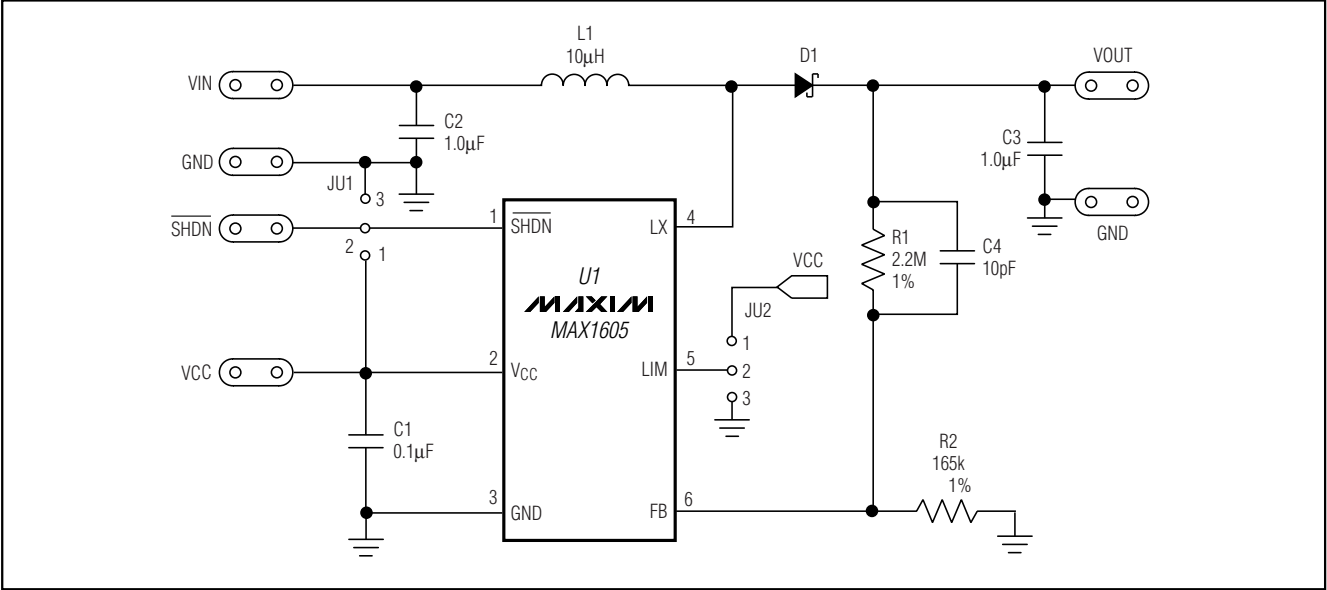 L1
10µH
D1
VOUT
VIN
C2
1.0µF
C3
1.0µF
GND
JU1
3
SHDN
2
1
1
SHDN
LX
4
GND
R1
2.2M
1%
C4
10pF
U1
MAXIM
MAX1605
VCC
JU2
1
VCC
2
VCC
LIM
5
2
3
C1
0.1µF
R2
165k
1%
3
GND
FB
6